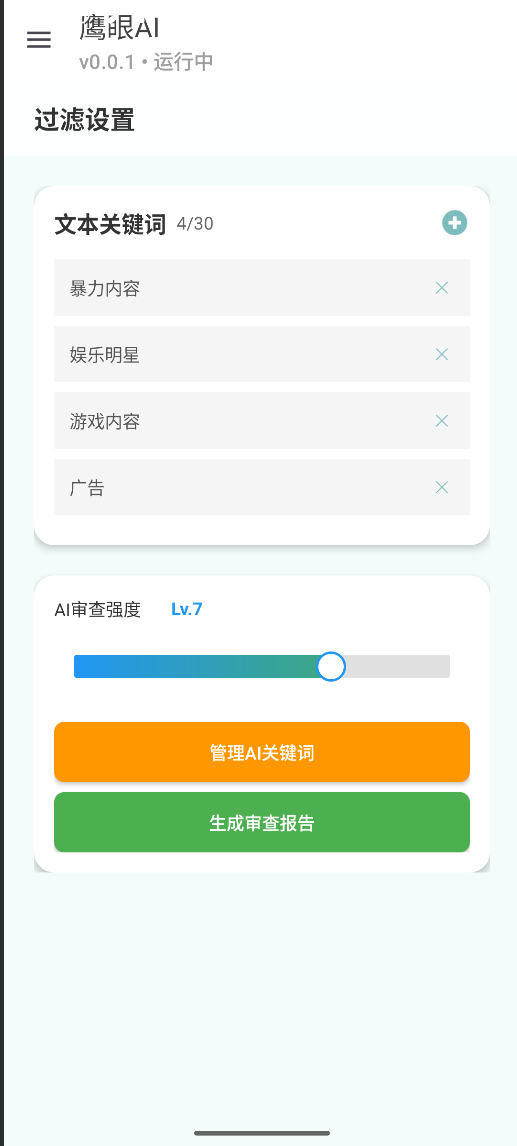 鹰眼AI
v0.0.1 • 运行中
过滤设置
文本关键词 4/30
暴力内容
娱乐明星
游戏内容
广告
AI审查强度 Lv.7
管理AI关键词
生成审查报告